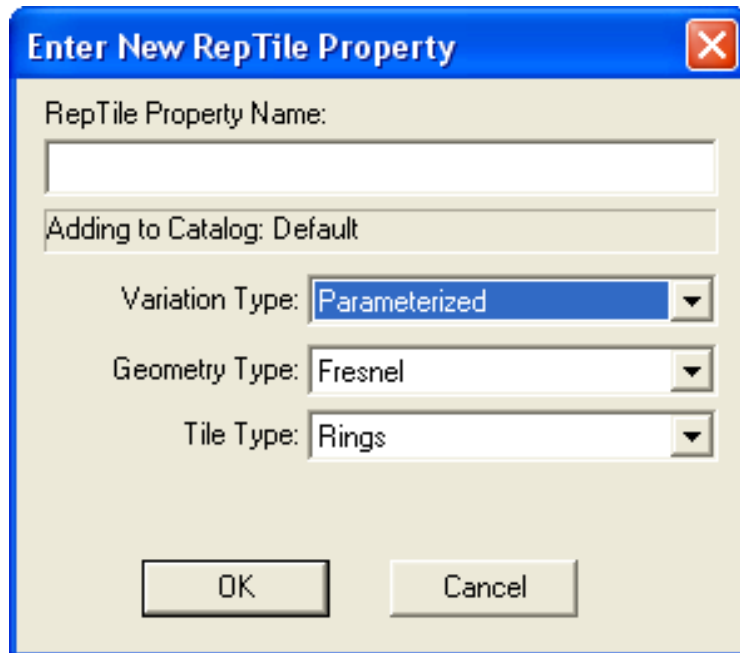 Enter New RepTile Property
RepTile Property Name:
Adding to Catalog: Default
Variation Type: Parameterized
Geometry Type: Fresnel
Tile Type: Rings
OK Cancel